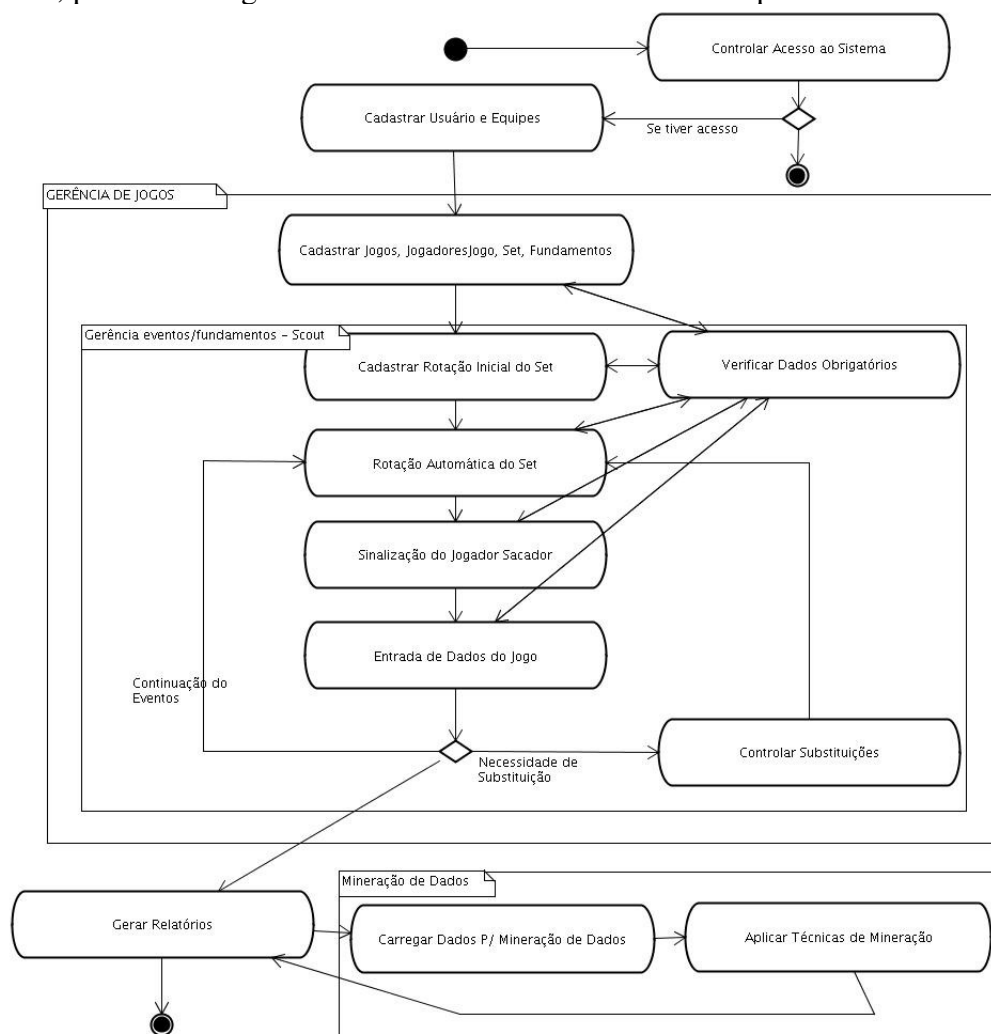 Controlar Acesso ao Sistema
Cadastrar Usuário e Equipes
Se tiver acesso
GERÊNCIA DE JOGOS
Cadastrar Jogos, JogadoresJogo, Set, Fundamentos
Gerência eventos/fundamentos - Scout
Cadastrar Rotação Inicial do Set
Verificar Dados Obrigatórios
Rotação Automática do Set
Sinalização do Jogador Sacador
Entrada de Dados do Jogo
Continuação do
Eventos
Necessidade de
Substituição
Controlar Substituições
Mineração de Dados
Gerar Relatórios
Carregar Dados P/ Mineração de Dados
Aplicar Técnicas de Mineração